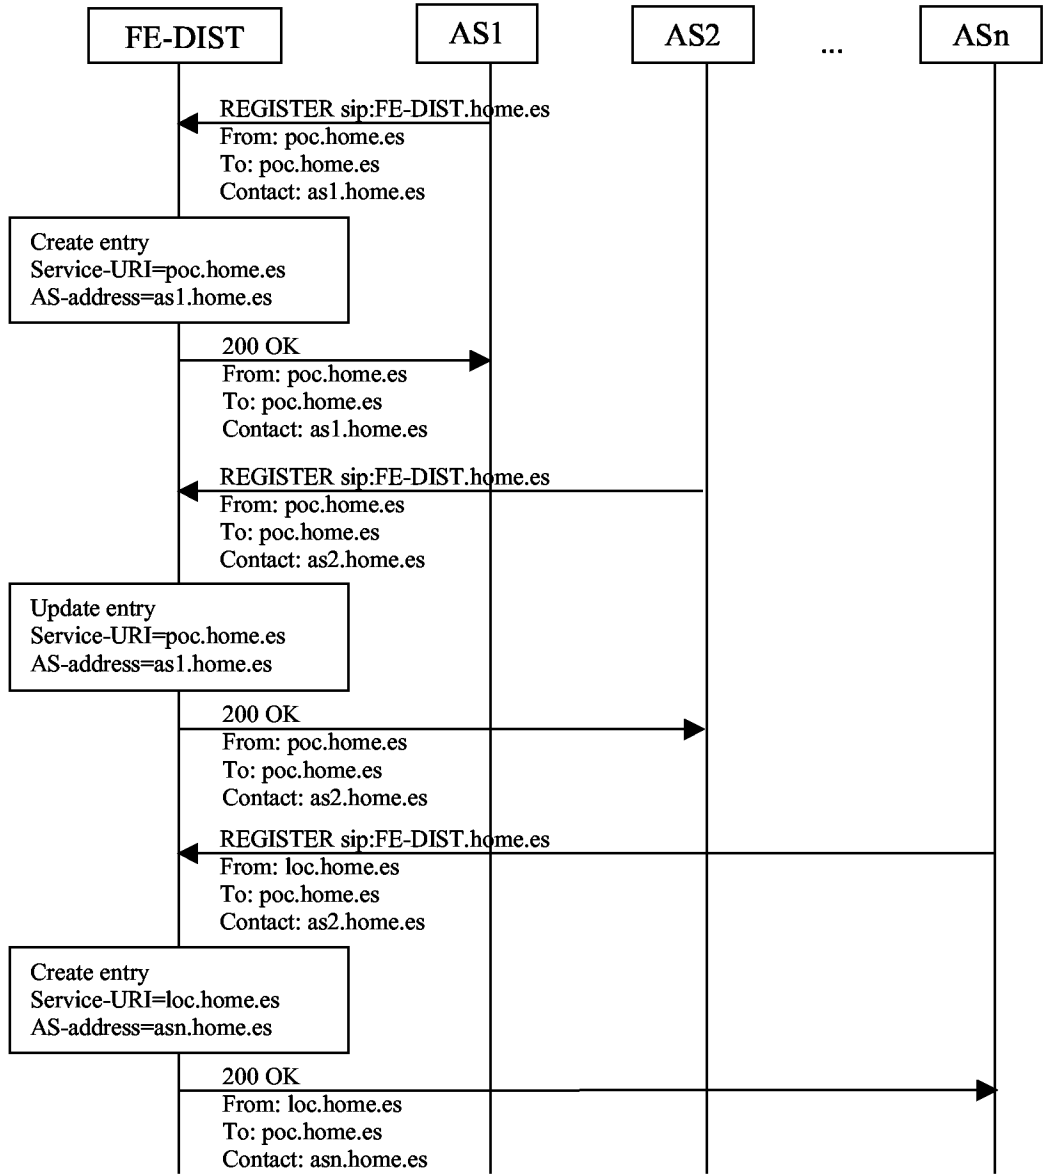 FE-DIST
AS1
AS2
...
ASn
REGISTER sip:FE-DIST.home.es
From: poc.home.es
To: poc.home.es
Contact: as1.home.es
Create entry
Service-URI=poc.home.es
AS-address=as1.home.es
200 OK
From: poc.home.es
To: poc.home.es
Contact: as1.home.es
REGISTER sip:FE-DIST.home.es
From: poc.home.es
To: poc.home.es
Contact: as2.home.es
Update entry
Service-URI=poc.home.es
AS-address=as1.home.es
200 OK
From: poc.home.es
To: poc.home.es
Contact: as2.home.es
REGISTER sip:FE-DIST.home.es
From: loc.home.es
To: poc.home.es
Contact: as2.home.es
Create entry
Service-URI=loc.home.es
AS-address=asn.home.es
200 OK
From: loc.home.es
To: poc.home.es
Contact: asn.home.es